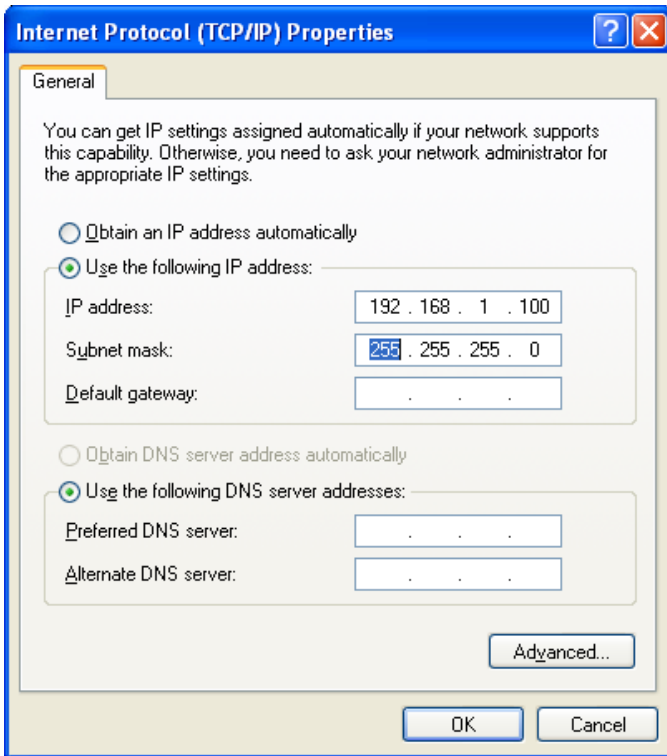 Internet Protocol (TCP/IP) Properties
General
You can get IP settings assigned automatically if your network supports
this capability. Otherwise, you need to ask your network administrator for
the appropriate IP settings.
Obtain an IP address automatically
Use the following IP address:
IP address: 192 . 168 . 1 . 100
Subnet mask: 255 . 255 . 255 . 0
Default gateway: . . .
Obtain DNS server address automatically
Use the following DNS server addresses:
Preferred DNS server: . . .
Alternate DNS server: . . .
Advanced...
OK Cancel